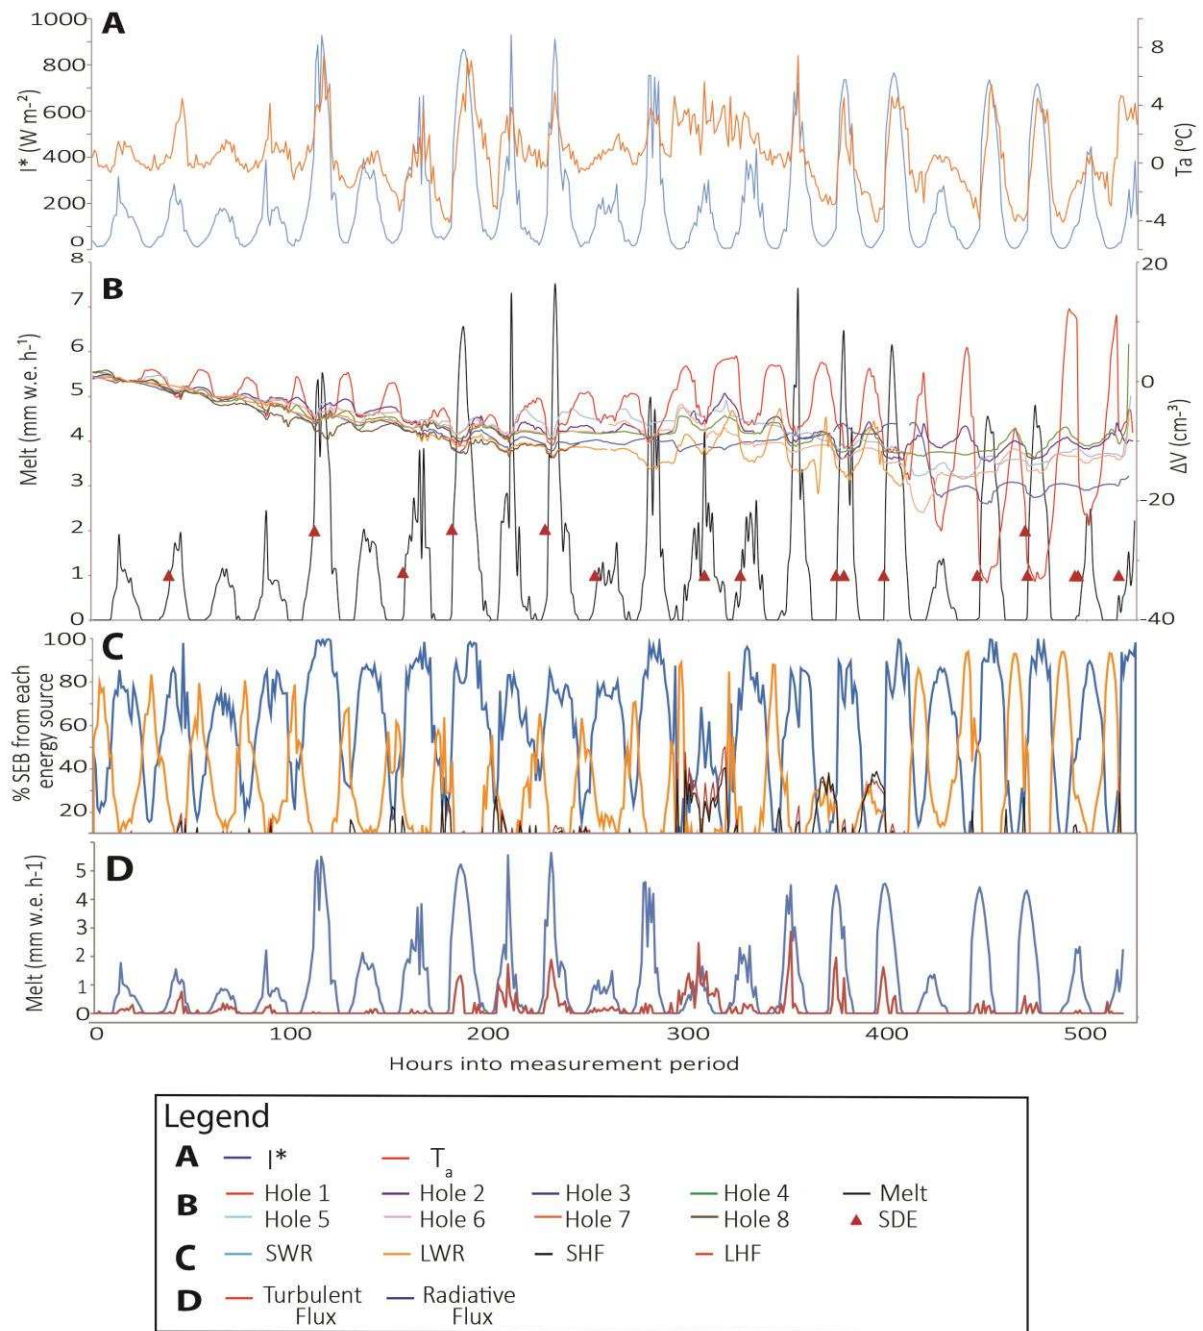 A
1000
800
600
400
200
0
I* (W m-2)
8
4
0
-4
Ta (ºC)
B
8
7
6
5
4
3
2
1
0
Melt (mm w.e. h-1)
20
0
-20
-40
ΔV (cm-3)
C
100
80
60
40
20
% SEB from each
energy source
D
5
4
3
2
1
0
Melt (mm w.e. h-1)
0 100 200 300 400 500
Hours into measurement period
Legend
A I* Ta
B Hole 1 Hole 2 Hole 3 Hole 4 Melt
Hole 5 Hole 6 Hole 7 Hole 8 SDE
C SWR LWR SHF LHF
D Turbulent Flux Radiative Flux